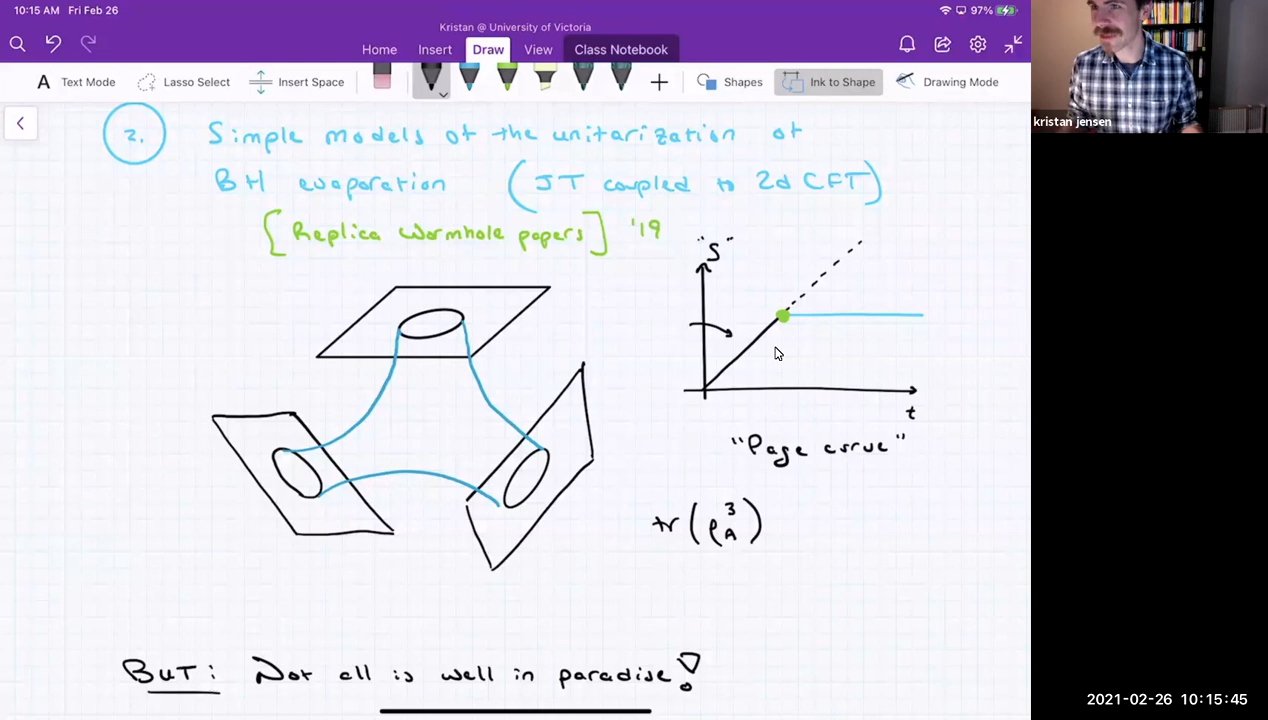 10:15 AM Fri Feb 26
97%
Kristan @ University of Victoria
Home Insert Draw View Class Notebook
A Text Mode Lasso Select Insert Space Shapes Ink to Shape Drawing Mode
kristan jensen
2. Simple models of the unitarization of
BH evaporation (JT coupled to 2d CFT)
[Replica Wormhole papers] '19
"S"
t
"Page curve"
tr(ρ_A^3)
BUT: Not all is well in paradise!
2021-02-26 10:15:45